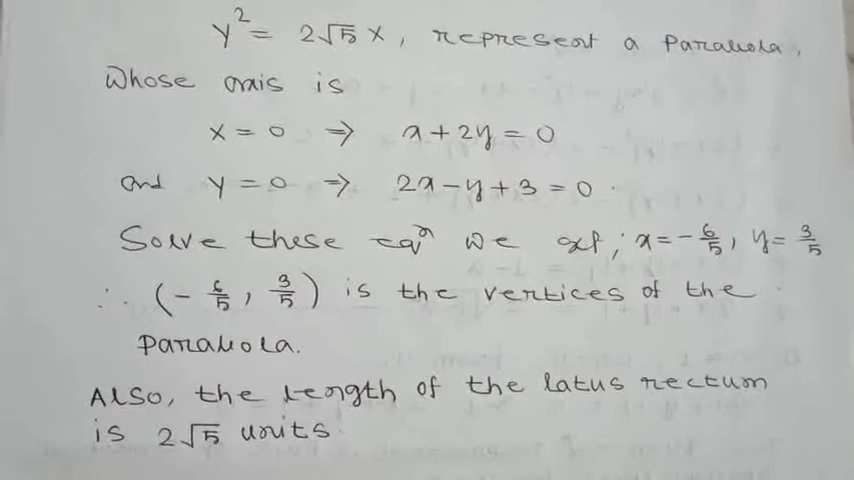 Y² = 2√5 X, represent a Parabola,
Whose axis is
X = 0 ⇒ x + 2y = 0
and Y = 0 ⇒ 2x - y + 3 = 0.
Solve these eqⁿ we get; x = -6/5, y = 3/5
∴ (-6/5, 3/5) is the vertices of the
Parabola.
Also, the length of the latus rectum
is 2√5 units.